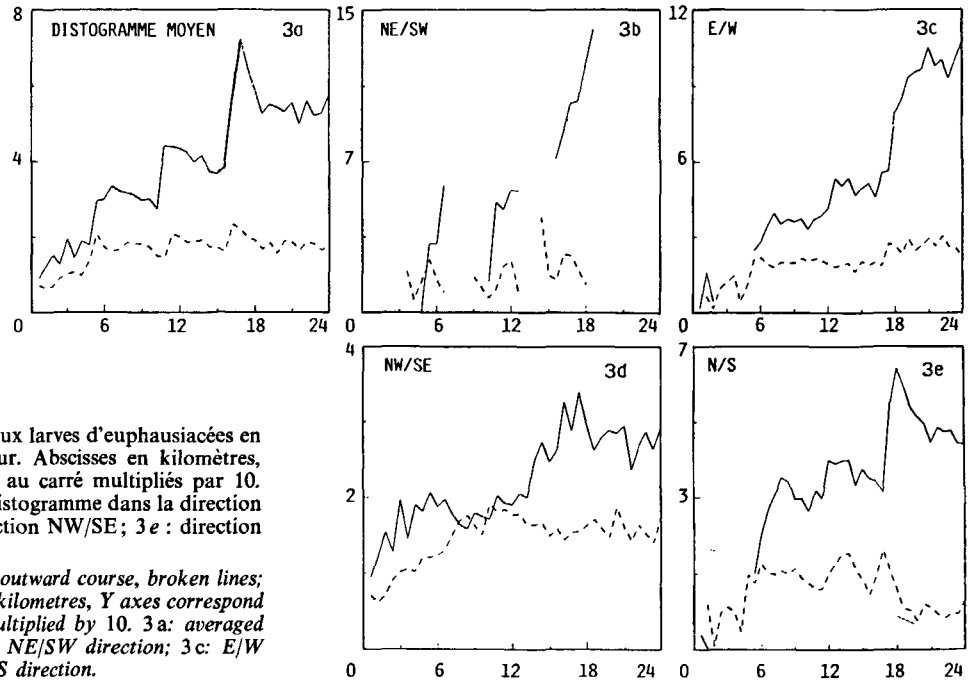 8
DISTOGRAMME MOYEN 3a
4
0 6 12 18 24
15
NE/SW 3b
7
0 6 12 18 24
12
E/W 3c
6
0 6 12 18 24
4
NW/SE 3d
2
0 6 12 18 24
7
N/S 3e
3
0 6 12 18 24
ux larves d'euphausiacées en
ur. Abscisses en kilomètres,
au carré multipliés par 10.
istogramme dans la direction
ction NW/SE; 3e : direction
outward course, broken lines;
kilometres, Y axes correspond
ultiplied by 10. 3a: averaged
NE/SW direction; 3c: E/W
S direction.